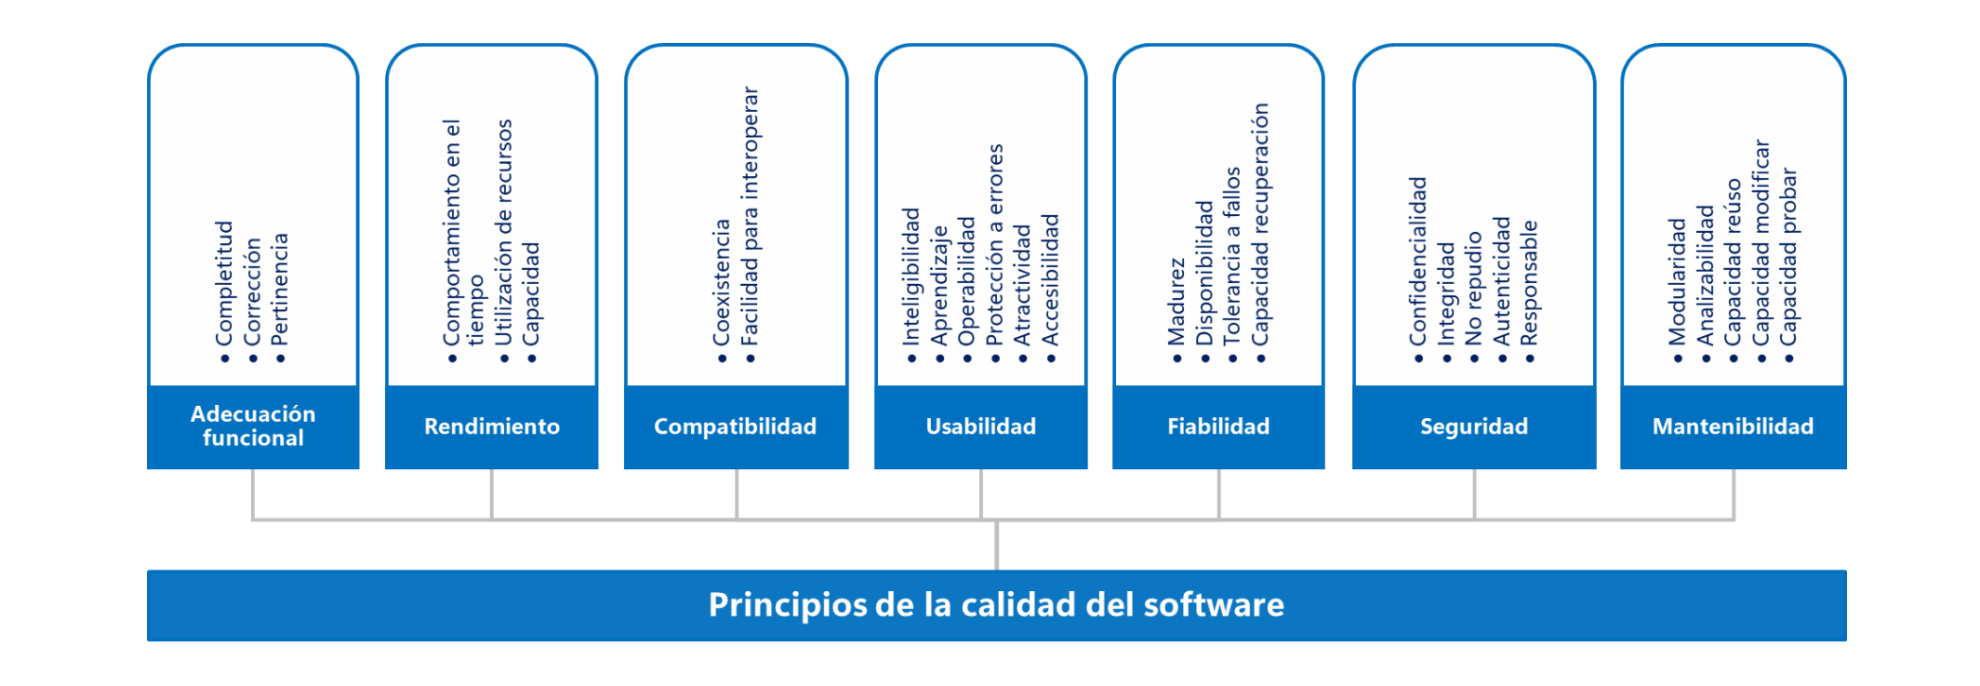 • Completitud
• Corrección
• Pertinencia
Adecuación
funcional
• Comportamiento en el
tiempo
• Utilización de recursos
• Capacidad
Rendimiento
• Coexistencia
• Facilidad para interoperar
Compatibilidad
• Inteligibilidad
• Aprendizaje
• Operabilidad
• Protección a errores
• Atractividad
• Accesibilidad
Usabilidad
• Madurez
• Disponibilidad
• Tolerancia a fallos
• Capacidad recuperación
Fiabilidad
• Confidencialidad
• Integridad
• No repudio
• Autenticidad
• Responsable
Seguridad
• Modularidad
• Analizabilidad
• Capacidad reúso
• Capacidad modificar
• Capacidad probar
Mantenibilidad
Principios de la calidad del software